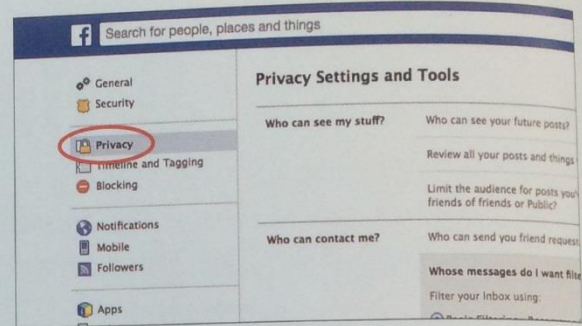 f Search for people, places and things
General
Security
Privacy
Timeline and Tagging
Blocking
Notifications
Mobile
Followers
Apps
Privacy Settings and Tools
Who can see my stuff?
Who can see your future posts?
Review all your posts and things
Limit the audience for posts
friends of friends or Public?
Who can contact me?
Who can send you friend
Whose messages do I want
Filter your Inbox using: